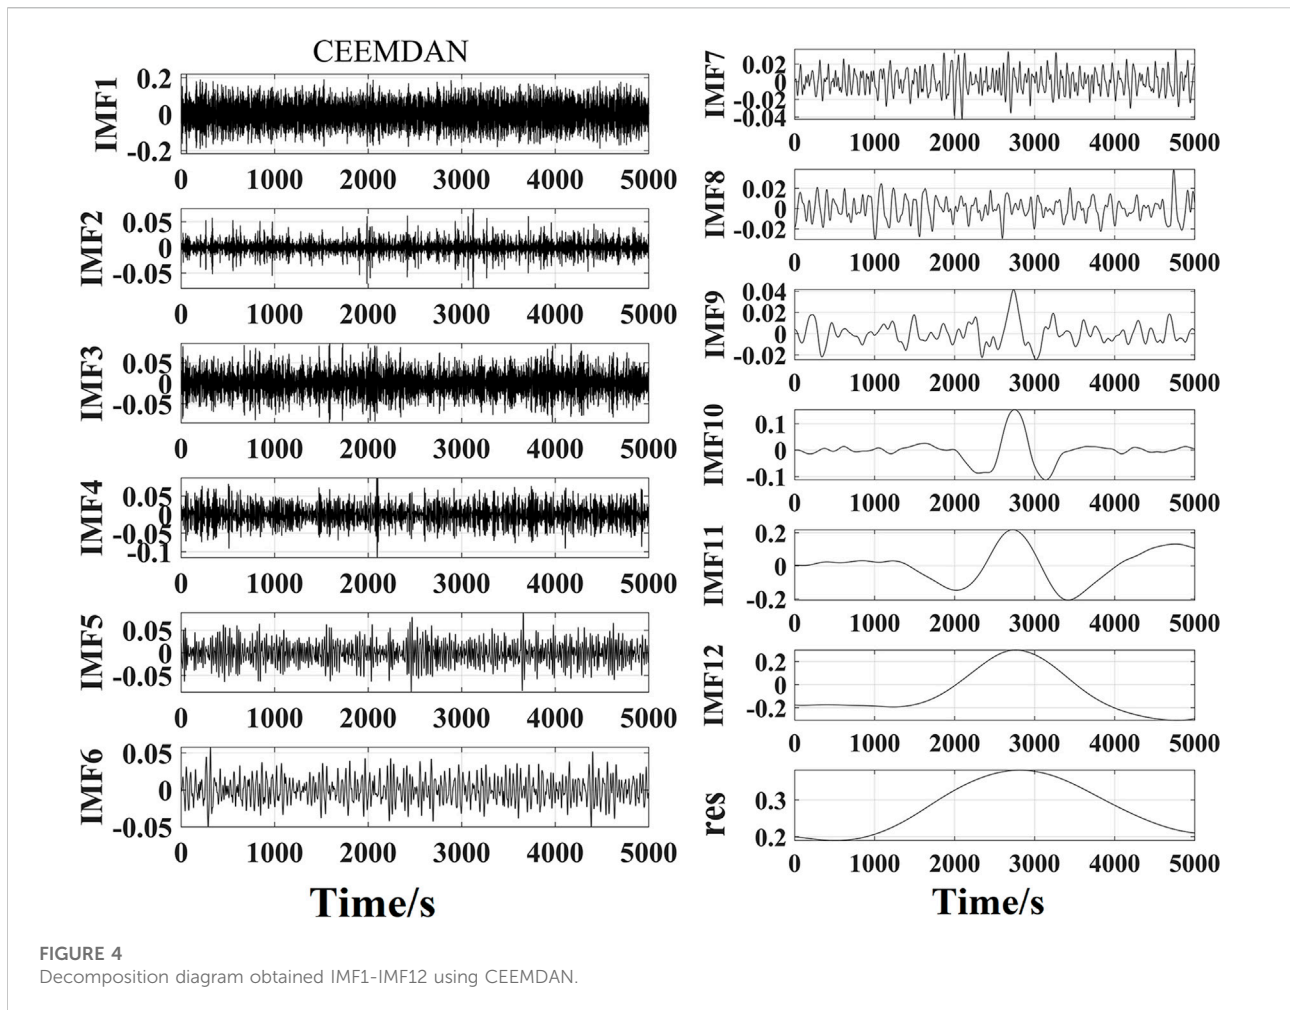 CEEMDAN
IMF1
0.2
0
-0.2
0 1000 2000 3000 4000 5000
IMF2
0.05
0
-0.05
0 1000 2000 3000 4000 5000
IMF3
0.05
0
-0.05
0 1000 2000 3000 4000 5000
IMF4
0.05
0
-0.05
-0.1
0 1000 2000 3000 4000 5000
IMF5
0.05
0
-0.05
0 1000 2000 3000 4000 5000
IMF6
0.05
0
-0.05
0 1000 2000 3000 4000 5000
Time/s
IMF7
0.02
0
-0.02
-0.04
0 1000 2000 3000 4000 5000
IMF8
0.02
0
-0.02
0 1000 2000 3000 4000 5000
IMF9
0.04
0.02
0
-0.02
0 1000 2000 3000 4000 5000
IMF10
0.1
0
-0.1
0 1000 2000 3000 4000 5000
IMF11
0.2
0
-0.2
0 1000 2000 3000 4000 5000
IMF12
0.2
0
-0.2
0 1000 2000 3000 4000 5000
res
0.3
0.2
0 1000 2000 3000 4000 5000
Time/s
FIGURE 4
Decomposition diagram obtained IMF1-IMF12 using CEEMDAN.